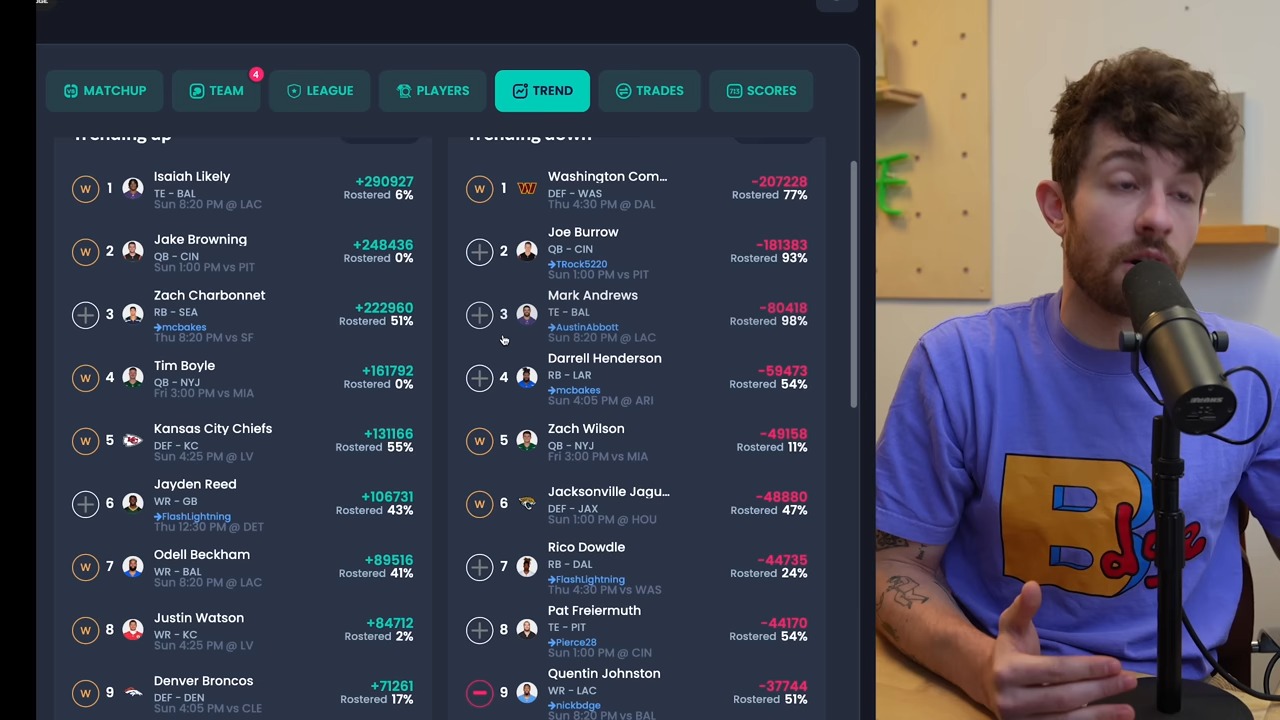 MATCHUP
TEAM
4
LEAGUE
PLAYERS
TREND
TRADES
SCORES
Trending up
W 1 Isaiah Likely +290927
TE - BAL Rostered 6%
Sun 8:20 PM @ LAC
W 2 Jake Browning +248436
QB - CIN Rostered 0%
Sun 1:00 PM vs PIT
3 Zach Charbonnet +222960
RB - SEA Rostered 51%
mcbakes
Thu 8:20 PM vs SF
W 4 Tim Boyle +161792
QB - NYJ Rostered 0%
Fri 3:00 PM vs MIA
W 5 Kansas City Chiefs +131166
DEF - KC Rostered 55%
Sun 4:25 PM @ LV
6 Jayden Reed +106731
WR - GB Rostered 43%
FlashLightning
Thu 12:30 PM @ DET
W 7 Odell Beckham +89516
WR - BAL Rostered 41%
Sun 8:20 PM @ LAC
W 8 Justin Watson +84712
WR - KC Rostered 2%
Sun 4:25 PM @ LV
W 9 Denver Broncos +71261
DEF - DEN Rostered 17%
Sun 4:05 PM vs CLE
Trending down
W 1 Washington Com... -207228
DEF - WAS Rostered 77%
Thu 4:30 PM @ DAL
2 Joe Burrow -181383
QB - CIN Rostered 93%
TRock5220
Sun 1:00 PM vs PIT
3 Mark Andrews -80418
TE - BAL Rostered 98%
AustinAbbott
Sun 8:20 PM @ LAC
4 Darrell Henderson -59473
RB - LAR Rostered 54%
mcbakes
Sun 4:05 PM @ ARI
W 5 Zach Wilson -49158
QB - NYJ Rostered 11%
Fri 3:00 PM vs MIA
W 6 Jacksonville Jagu... -48880
DEF - JAX Rostered 47%
Sun 1:00 PM @ HOU
7 Rico Dowdle -44735
RB - DAL Rostered 24%
FlashLightning
Thu 4:30 PM vs WAS
8 Pat Freiermuth -44170
TE - PIT Rostered 54%
Pierce28
Sun 1:00 PM @ CIN
9 Quentin Johnston -37744
WR - LAC Rostered 51%
nickbdge
Sun 8:20 PM vs BAL
Bdge
SHURE